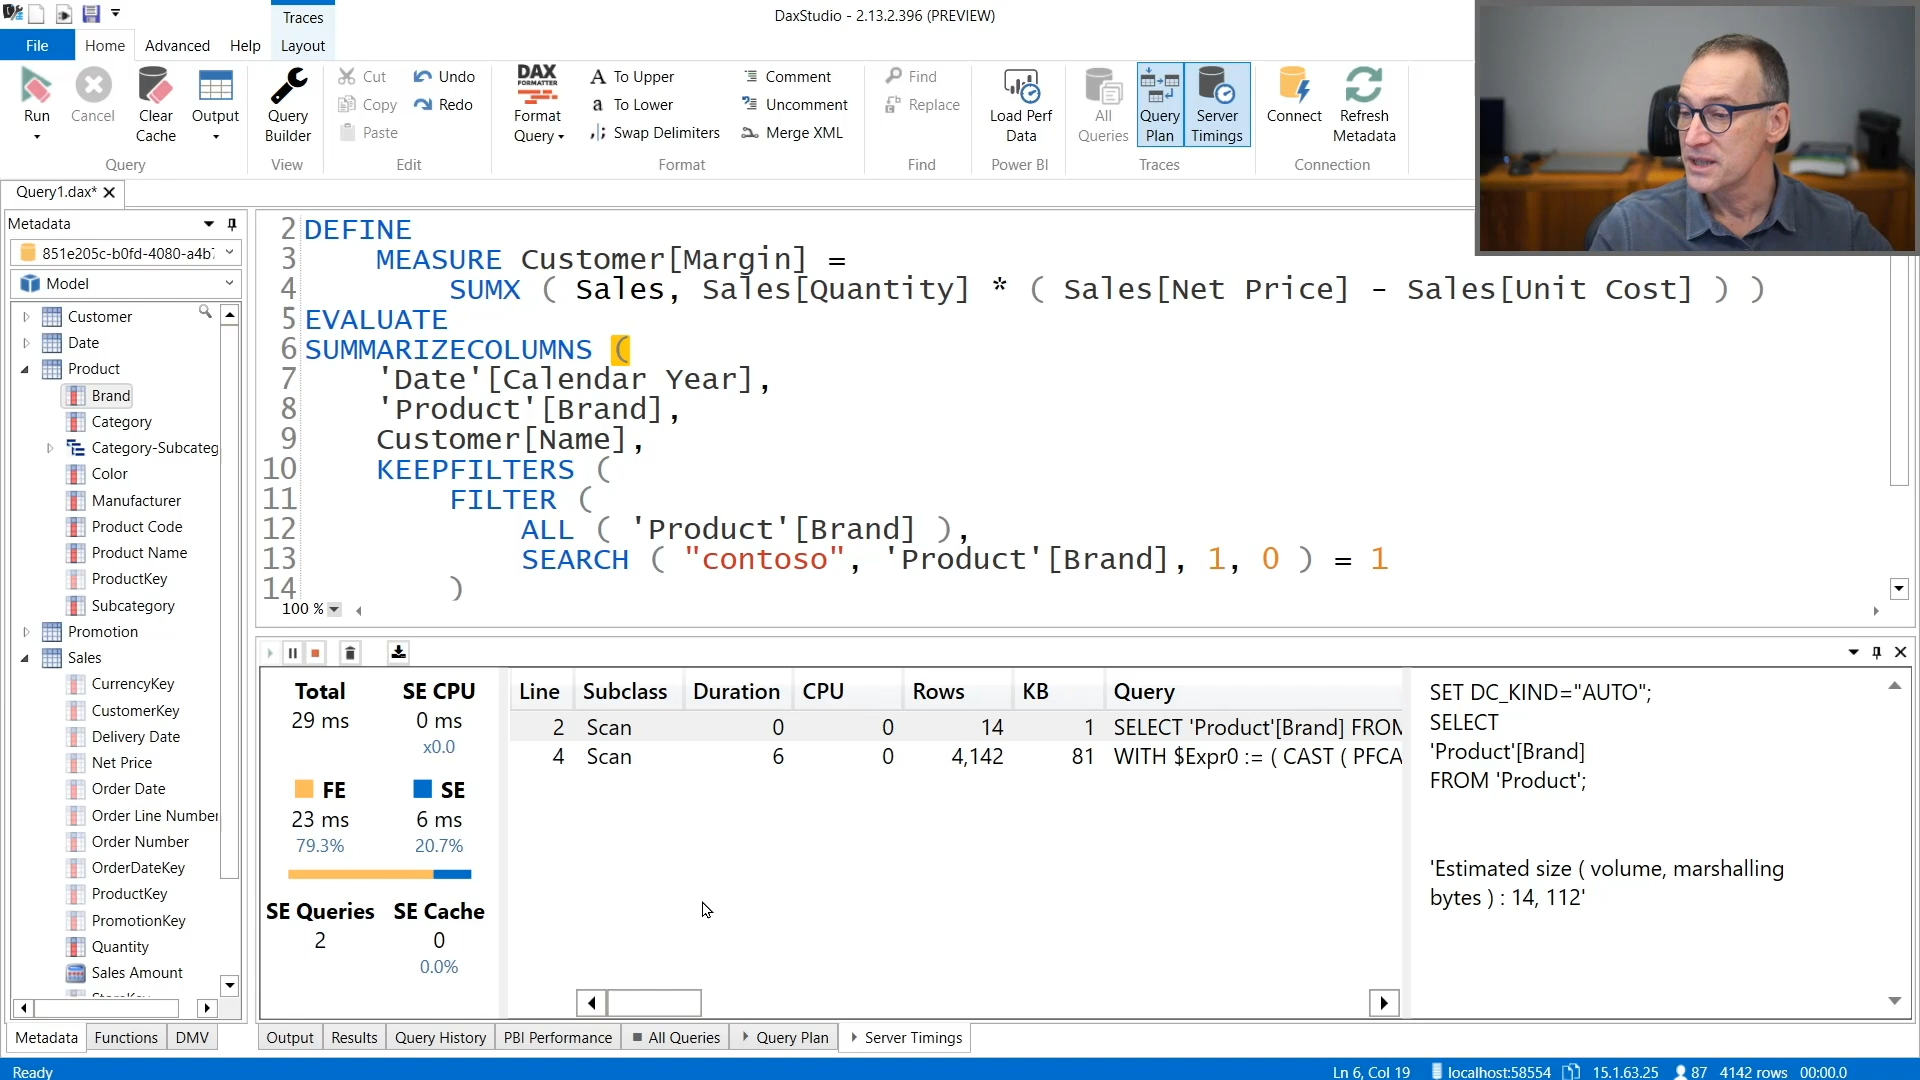 DaxStudio - 2.13.2.396 (PREVIEW)
Traces
File
Home
Advanced
Help
Layout
Run
Cancel
Clear Cache
Output
Query
Query Builder
View
Cut
Copy
Paste
Undo
Redo
Edit
DAX
FORMATTER
Format Query
To Upper
To Lower
Swap Delimiters
Comment
Uncomment
Merge XML
Format
Find
Replace
Find
Load Perf Data
Power BI
All Queries
Query Plan
Server Timings
Traces
Connect
Refresh Metadata
Connection
Query1.dax*
Metadata
851e205c-b0fd-4080-a4b7
Model
Customer
Date
Product
Brand
Category
Category-Subcateg
Color
Manufacturer
Product Code
Product Name
ProductKey
Subcategory
Promotion
Sales
CurrencyKey
CustomerKey
Delivery Date
Net Price
Order Date
Order Line Number
Order Number
OrderDateKey
ProductKey
PromotionKey
Quantity
Sales Amount
Metadata
Functions
DMV
2 DEFINE
3 MEASURE Customer[Margin] =
4 SUMX ( Sales, Sales[Quantity] * ( Sales[Net Price] - Sales[Unit Cost] ) )
5 EVALUATE
6 SUMMARIZECOLUMNS (
7 'Date'[Calendar Year],
8 'Product'[Brand],
9 Customer[Name],
10 KEEPFILTERS (
11 FILTER (
12 ALL ( 'Product'[Brand] ),
13 SEARCH ( "contoso", 'Product'[Brand], 1, 0 ) = 1
14 )
100 %
Total
29 ms
SE CPU
0 ms
x0.0
FE
23 ms
79.3%
SE
6 ms
20.7%
SE Queries
2
SE Cache
0
0.0%
Line Subclass Duration CPU Rows KB Query
2 Scan 0 0 14 1 SELECT 'Product'[Brand] FROM
4 Scan 6 0 4,142 81 WITH $Expr0 := ( CAST ( PFCA
SET DC_KIND="AUTO";
SELECT
'Product'[Brand]
FROM 'Product';
'Estimated size ( volume, marshalling
bytes ) : 14, 112'
Output
Results
Query History
PBI Performance
All Queries
Query Plan
Server Timings
Ready
Ln 6, Col 19
localhost:58554
15.1.63.25
87
4142 rows
00:00.0